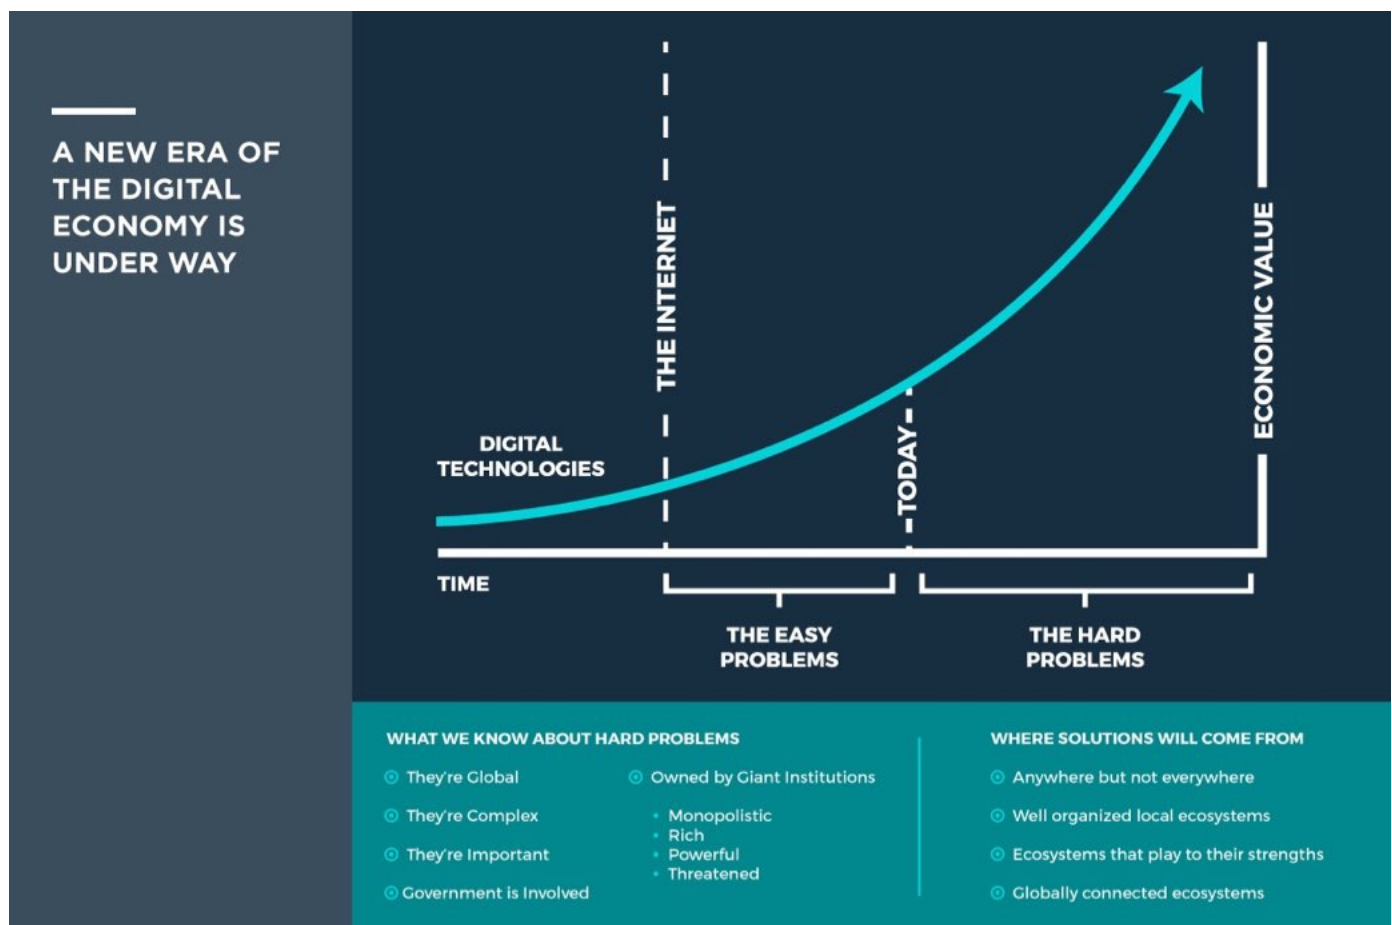 A NEW ERA OF
THE DIGITAL
ECONOMY IS
UNDER WAY
THE INTERNET
ECONOMIC VALUE
DIGITAL
TECHNOLOGIES
TODAY
TIME
THE EASY
PROBLEMS
THE HARD
PROBLEMS
WHAT WE KNOW ABOUT HARD PROBLEMS
They're Global
They're Complex
They're Important
Government is Involved
Owned by Giant Institutions
Monopolistic
Rich
Powerful
Threatened
WHERE SOLUTIONS WILL COME FROM
Anywhere but not everywhere
Well organized local ecosystems
Ecosystems that play to their strengths
Globally connected ecosystems